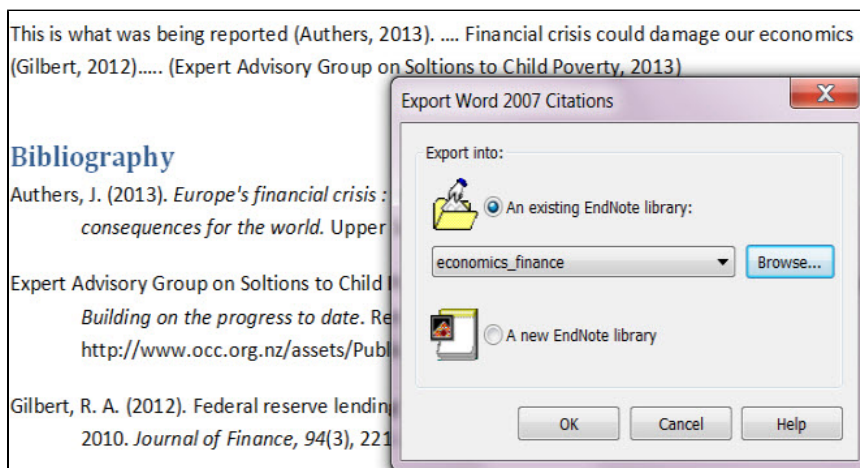 This is what was being reported (Authers, 2013). .... Financial crisis could damage our economics
(Gilbert, 2012)..... (Expert Advisory Group on Soltions to Child Poverty, 2013)
Export Word 2007 Citations
Bibliography
Export into:
Authers, J. (2013). Europe's financial crisis :
consequences for the world. Upper
An existing EndNote library:
economics_finance
Browse...
Expert Advisory Group on Soltions to Child
Building on the progress to date. Re
http://www.occ.org.nz/assets/Publ
A new EndNote library
Gilbert, R. A. (2012). Federal reserve lending
2010. Journal of Finance, 94(3), 221
OK Cancel Help